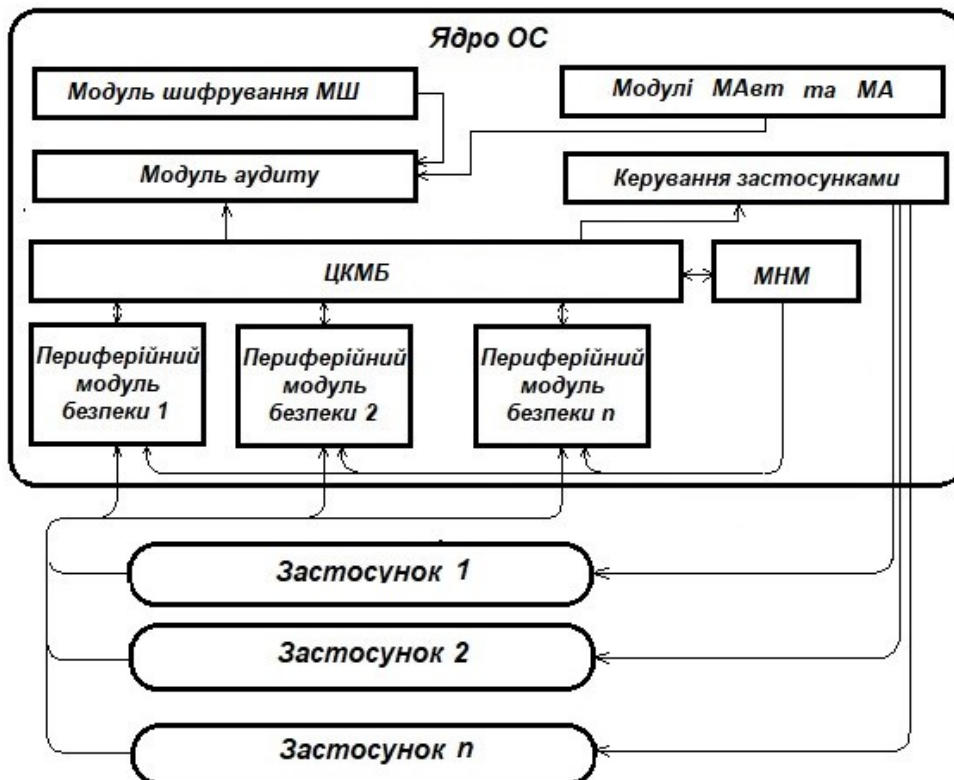 Ядро ОС
Модуль шифрування МШ
Модулі МАвт та МА
Модуль аудиту
Керування застосунками
ЦКМБ
МНМ
Периферійний
модуль
безпеки 1
Периферійний
модуль
безпеки 2
Периферійний
модуль
безпеки n
Застосунок 1
Застосунок 2
Застосунок n